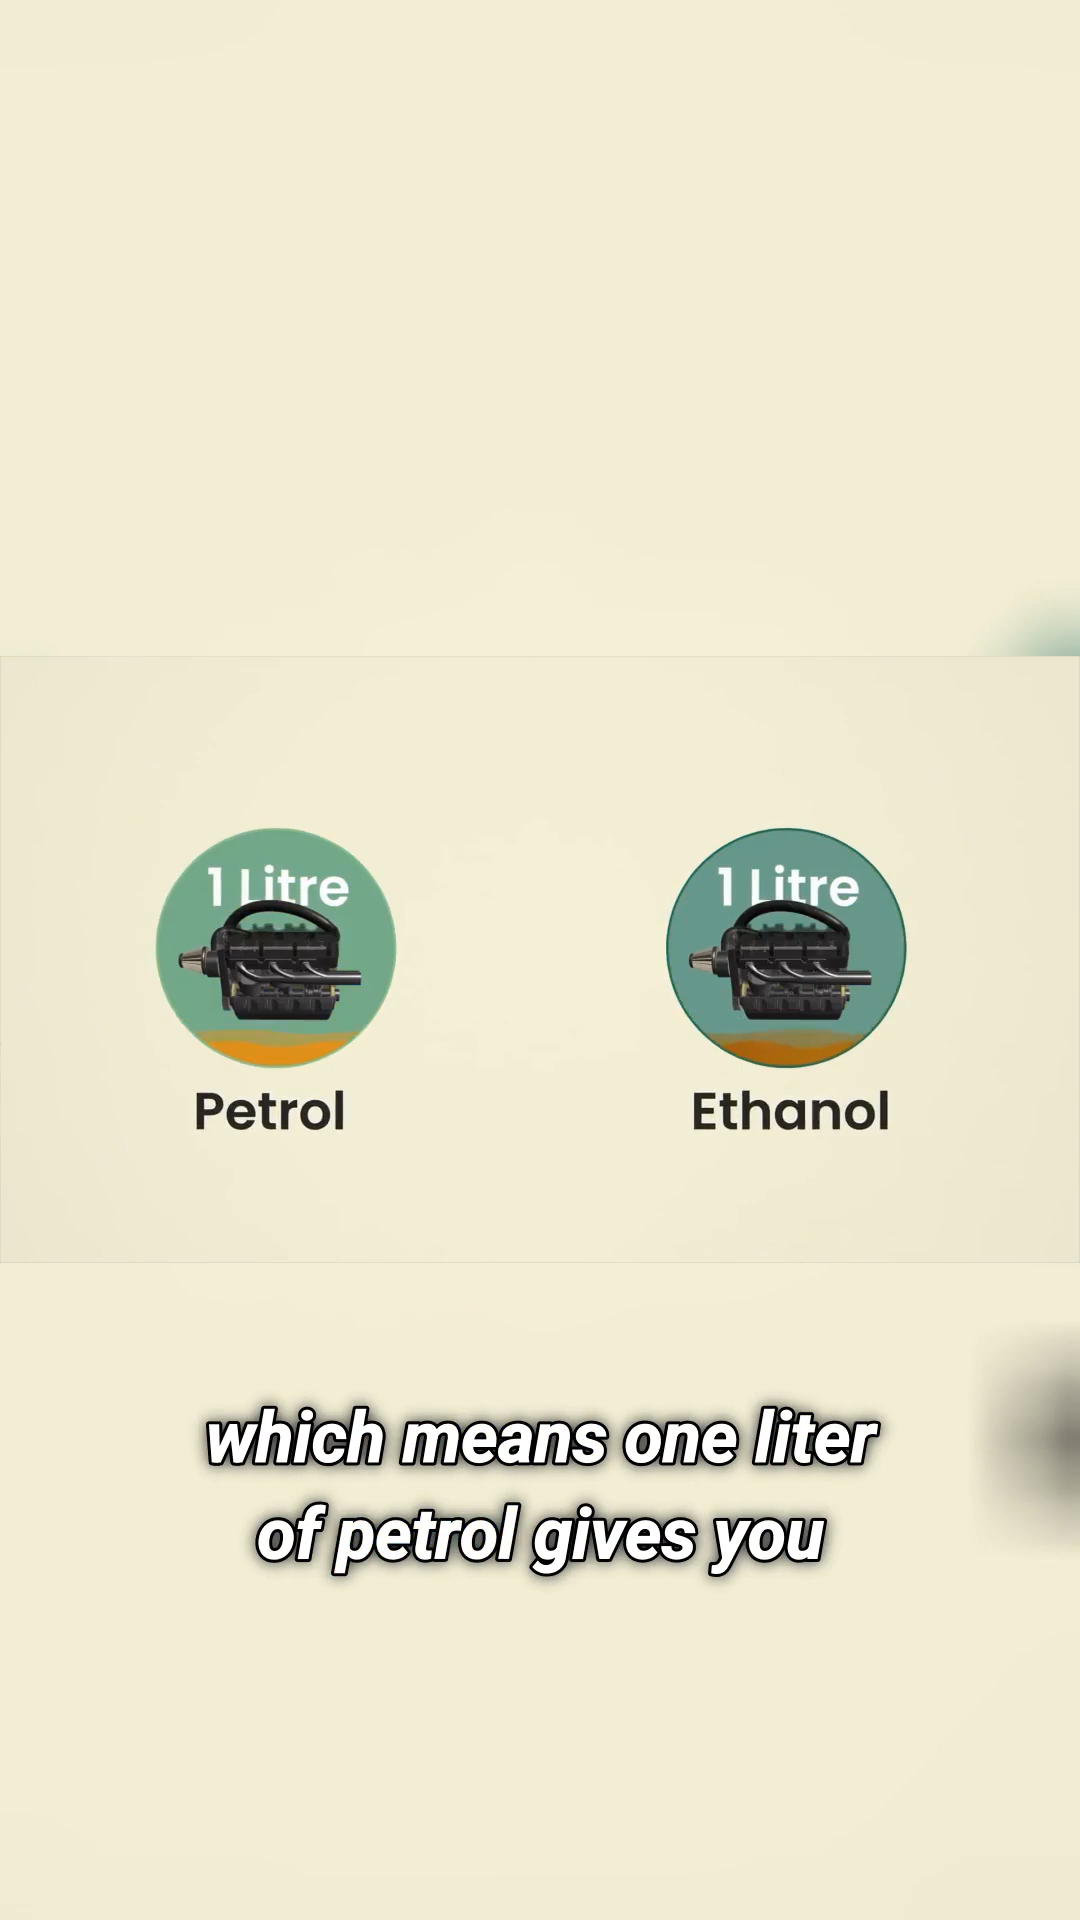 1 Litre
1 Litre
Petrol
Ethanol
which means one liter
of petrol gives you